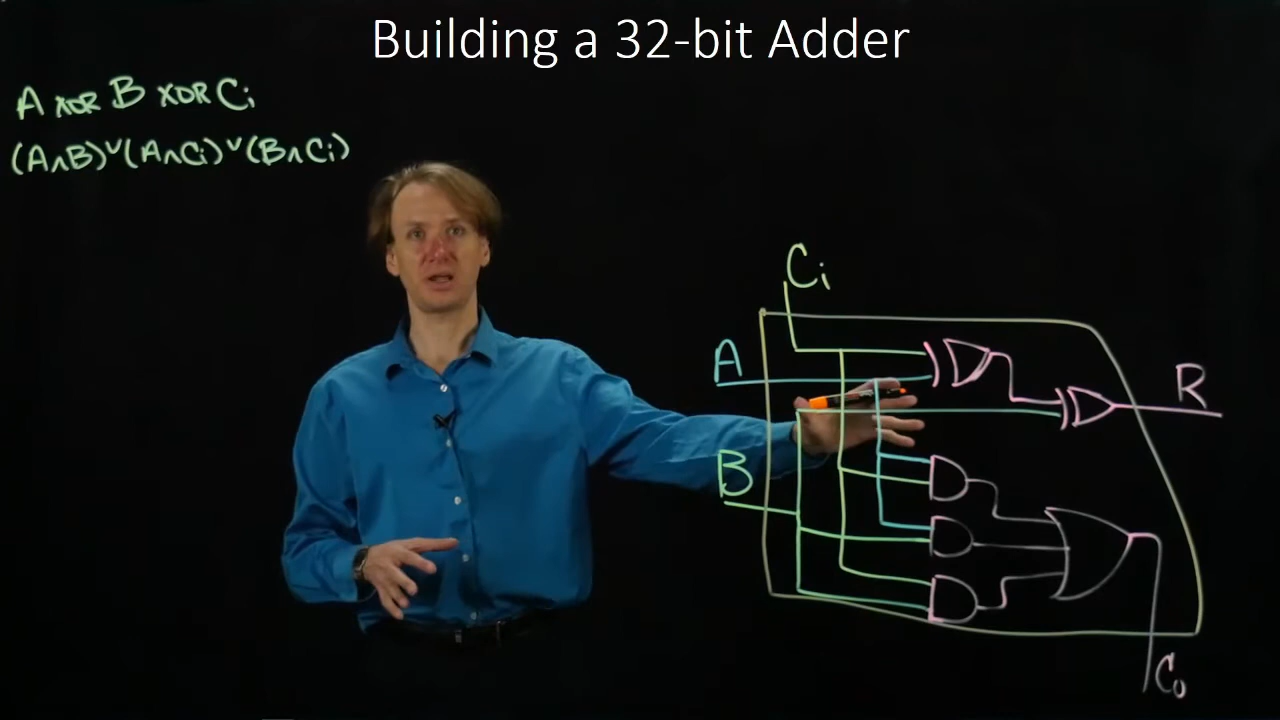 Building a 32-bit Adder
A XOR B XOR Ci
(A∧B)∨(A∧Ci)∨(B∧Ci)
Ci
A
R
B
Co